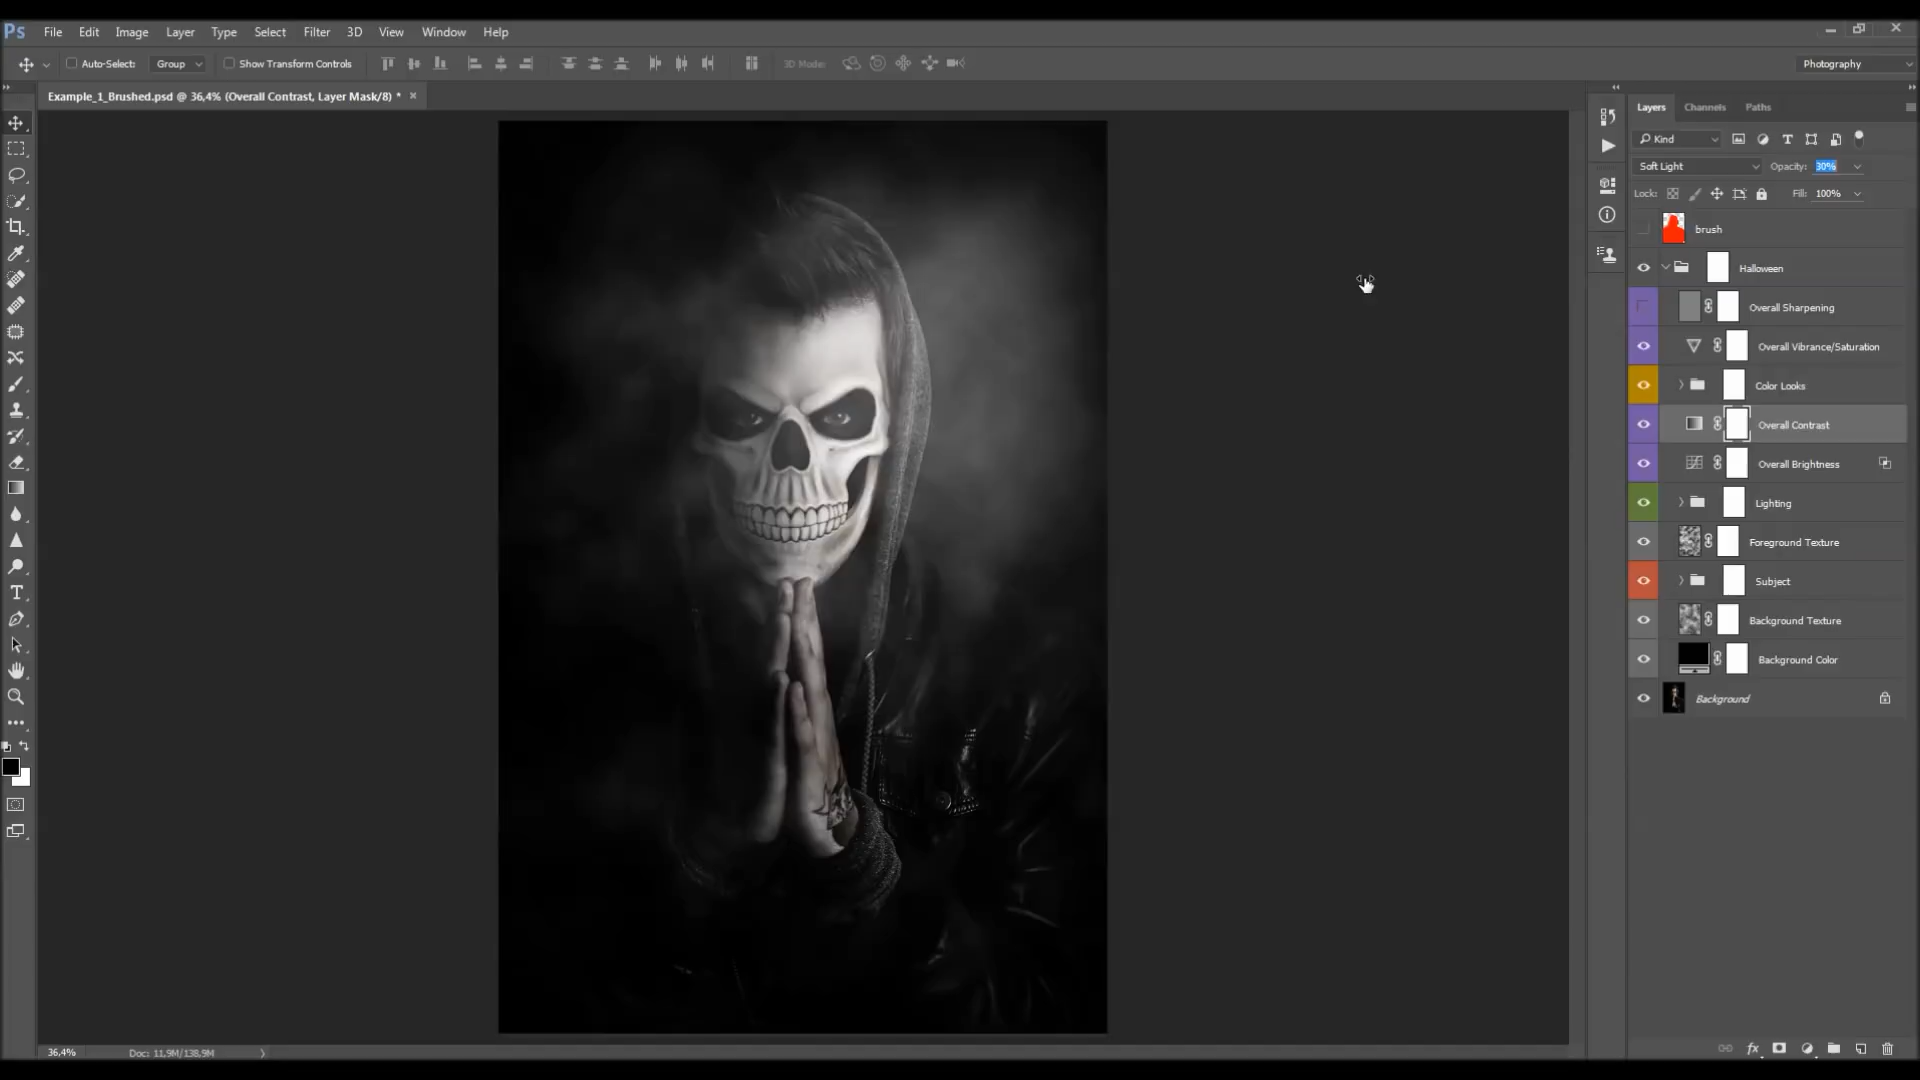 Ps File Edit Image Layer Type Select Filter 3D View Window Help
Auto-Select: Group Show Transform Controls 3D Mode: Photography
Example_1_Brushed.psd @ 36,4% (Overall Contrast, Layer Mask/8) * ×
Layers Channels Paths
Kind
Soft Light Opacity: 30%
Lock: Fill: 100%
brush
Halloween
Overall Sharpening
Overall Vibrance/Saturation
Color Looks
Overall Contrast
Overall Brightness
Lighting
Foreground Texture
Subject
Background Texture
Background Color
Background
36,4% Doc: 11,9M/138,9M